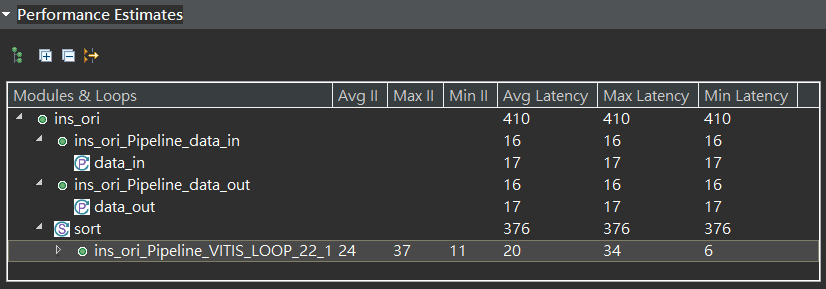 Performance Estimates
Modules & Loops Avg II Max II Min II Avg Latency Max Latency Min Latency
ins_ori 410 410 410
ins_ori_Pipeline_data_in 16 16 16
P data_in 17 17 17
ins_ori_Pipeline_data_out 16 16 16
P data_out 17 17 17
S sort 376 376 376
ins_ori_Pipeline_VITIS_LOOP_22_1 24 37 11 20 34 6